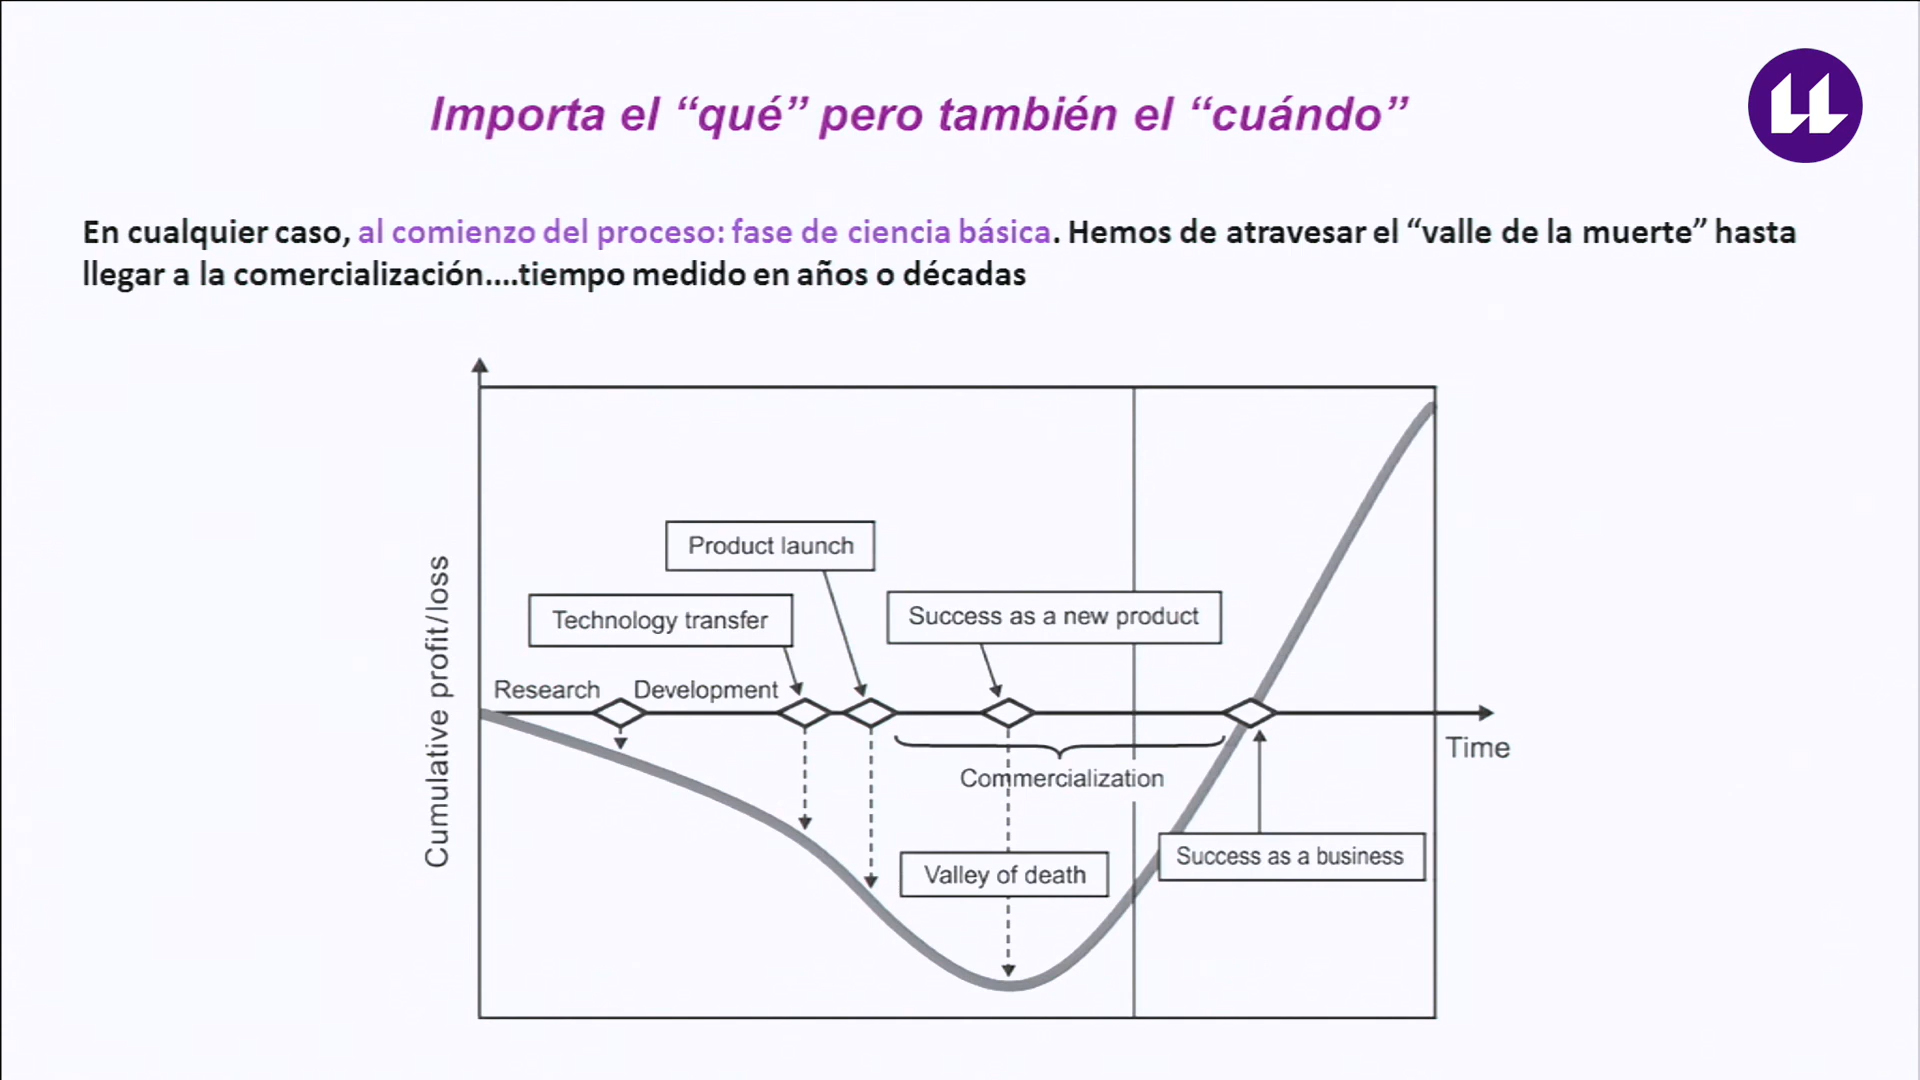 Importa el “qué” pero también el “cuándo”
En cualquier caso, al comienzo del proceso: fase de ciencia básica. Hemos de atravesar el “valle de la muerte” hasta
llegar a la comercialización....tiempo medido en años o décadas
Product launch
Technology transfer
Success as a new product
Research
Development
Cumulative profit/loss
Time
Commercialization
Valley of death
Success as a business